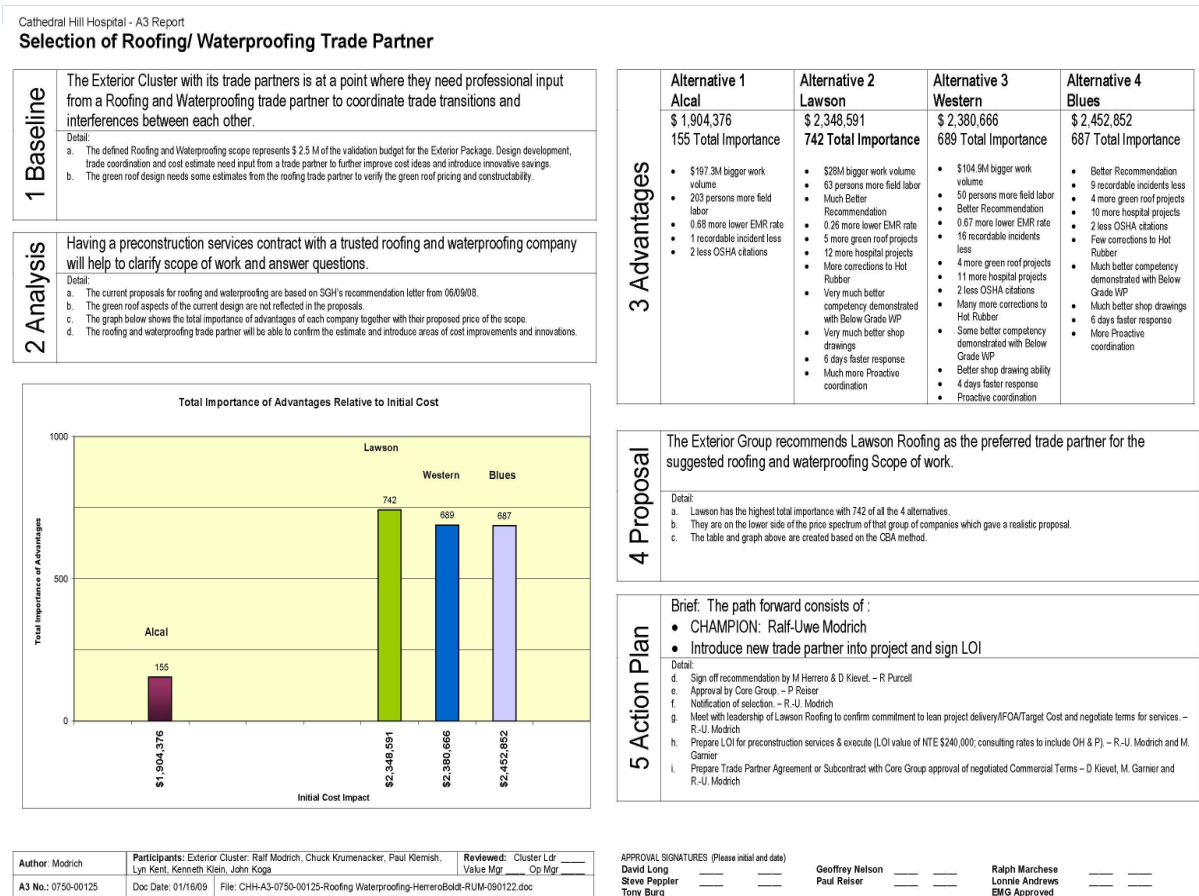 Cathedral Hill Hospital - A3 Report
Selection of Roofing/ Waterproofing Trade Partner
1 Baseline
The Exterior Cluster with its trade partners is at a point where they need professional input
from a Roofing and Waterproofing trade partner to coordinate trade transitions and
interferences between each other.
Detail:
a. The defined Roofing and Waterproofing scope represents $ 2.5 M of the validation budget for the Exterior Package. Design development,
trade coordination and cost estimate need input from a trade partner to further improve cost ideas and introduce innovative savings.
b. The green roof design needs some estimates from the roofing trade partner to verify the green roof pricing and constructability.
2 Analysis
Having a preconstruction services contract with a trusted roofing and waterproofing company
will help to clarify scope of work and answer questions.
Detail:
a. The current proposals for roofing and waterproofing are based on SGH's recommendation letter from 06/09/08.
b. The green roof aspects of the current design are not reflected in the proposals.
c. The graph below shows the total importance of advantages of each company together with their proposed price of the scope.
d. The roofing and waterproofing trade partner will be able to confirm the estimate and introduce areas of cost improvements and innovations.
Total Importance of Advantages Relative to Initial Cost
Total Importance of Advantages
1000
500
0
Alcal
155
Lawson
742
Western
689
Blues
687
$1,904,376
$2,348,591
$2,380,666
$2,452,852
Initial Cost Impact
3 Advantages
Alternative 1
Alcal
$ 1,904,376
155 Total Importance
• $197.3M bigger work
volume
• 203 persons more field
labor
• 0.68 more lower EMR rate
• 1 recordable incident less
• 2 less OSHA citations
Alternative 2
Lawson
$ 2,348,591
742 Total Importance
• $28M bigger work volume
• 63 persons more field labor
• Much Better
Recommendation
• 0.26 more lower EMR rate
• 5 more green roof projects
• 12 more hospital projects
• More corrections to Hot
Rubber
• Very much better
competency demonstrated
with Below Grade WP
• Very much better shop
drawings
• 6 days faster response
• Much more Proactive
coordination
Alternative 3
Western
$ 2,380,666
689 Total Importance
• $104.9M bigger work
volume
• 50 persons more field labor
• Better Recommendation
• 0.67 more lower EMR rate
• 16 recordable incidents
less
• 4 more green roof projects
• 11 more hospital projects
• 2 less OSHA citations
• Many more corrections to
Hot Rubber
• Some better competency
demonstrated with Below
Grade WP
• Better shop drawing ability
• 4 days faster response
• Proactive coordination
Alternative 4
Blues
$ 2,452,852
687 Total Importance
• Better Recommendation
• 9 recordable incidents less
• 4 more green roof projects
• 10 more hospital projects
• 2 less OSHA citations
• Few corrections to Hot
Rubber
• Much better competency
demonstrated with Below
Grade WP
• Much better shop drawings
• 6 days faster response
• More Proactive
coordination
4 Proposal
The Exterior Group recommends Lawson Roofing as the preferred trade partner for the
suggested roofing and waterproofing Scope of work.
Detail:
a. Lawson has the highest total importance with 742 of all the 4 alternatives.
b. They are on the lower side of the price spectrum of that group of companies which gave a realistic proposal.
c. The table and graph above are created based on the CBA method.
5 Action Plan
Brief: The path forward consists of :
• CHAMPION: Ralf-Uwe Modrich
• Introduce new trade partner into project and sign LOI
Detail:
d. Sign off recommendation by M Herrero & D Kievet. – R Purcell
e. Approval by Core Group. – P Reiser
f. Notification of selection. – R.-U. Modrich
g. Meet with leadership of Lawson Roofing to confirm commitment to lean project delivery/IFOA/Target Cost and negotiate terms for services. –
R.-U. Modrich
h. Prepare LOI for preconstruction services & execute (LOI value of NTE $240,000; consulting rates to include OH & P). – R.-U. Modrich and M.
Garnier
i. Prepare Trade Partner Agreement or Subcontract with Core Group approval of negotiated Commercial Terms – D Kievet, M. Garnier and
R.-U. Modrich
Author: Modrich
Participants: Exterior Cluster: Ralf Modrich, Chuck Krumenacker, Paul Klemish,
Lyn Kent, Kenneth Klein, John Koga
Reviewed: Cluster Ldr ____
Value Mgr ____ Op Mgr ____
A3 No.: 0750-00125
Doc Date: 01/16/09
File: CHH-A3-0750-00125-Roofing Waterproofing-HerreroBoldt-RUM-090122.doc
APPROVAL SIGNATURES (Please initial and date)
David Long ____ ____ Geoffrey Nelson ____ ____ Ralph Marchese ____ ____
Steve Peppler ____ ____ Paul Reiser ____ ____ Lonnie Andrews ____ ____
Tony Burg EMG Approved